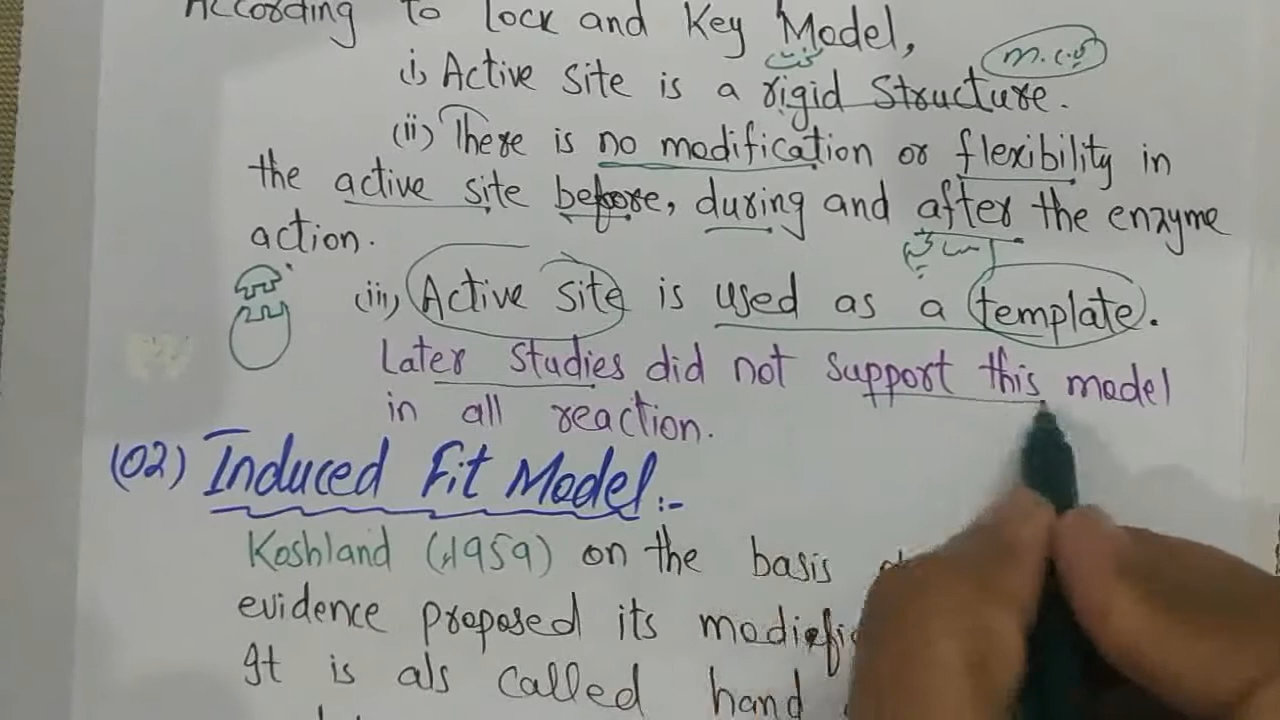 According to lock and Key Model,
i) Active site is a rigid Structure.
(ii) There is no modification or flexibility in
the active site before, during and after the enzyme
action.
(iii) Active site is used as a template.
Later studies did not support this model
in all reaction.
(02) Induced Fit Model:-
Koshland (1959) on the basis
evidence proposed its
It is als called hand